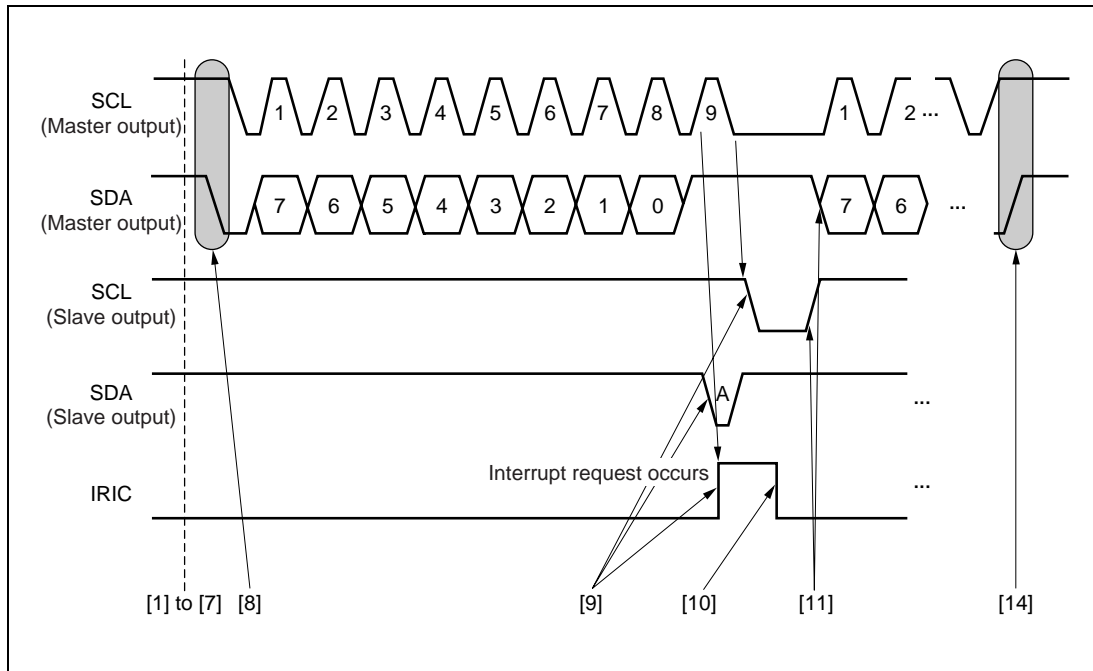 SCL
(Master output)
1 2 3 4 5 6 7 8 9 1 2 ...
SDA
(Master output)
7 6 5 4 3 2 1 0 7 6 ...
SCL
(Slave output)
SDA
(Slave output)
A
...
Interrupt request occurs
IRIC
...
[1] to [7] [8] [9] [10] [11] [14]